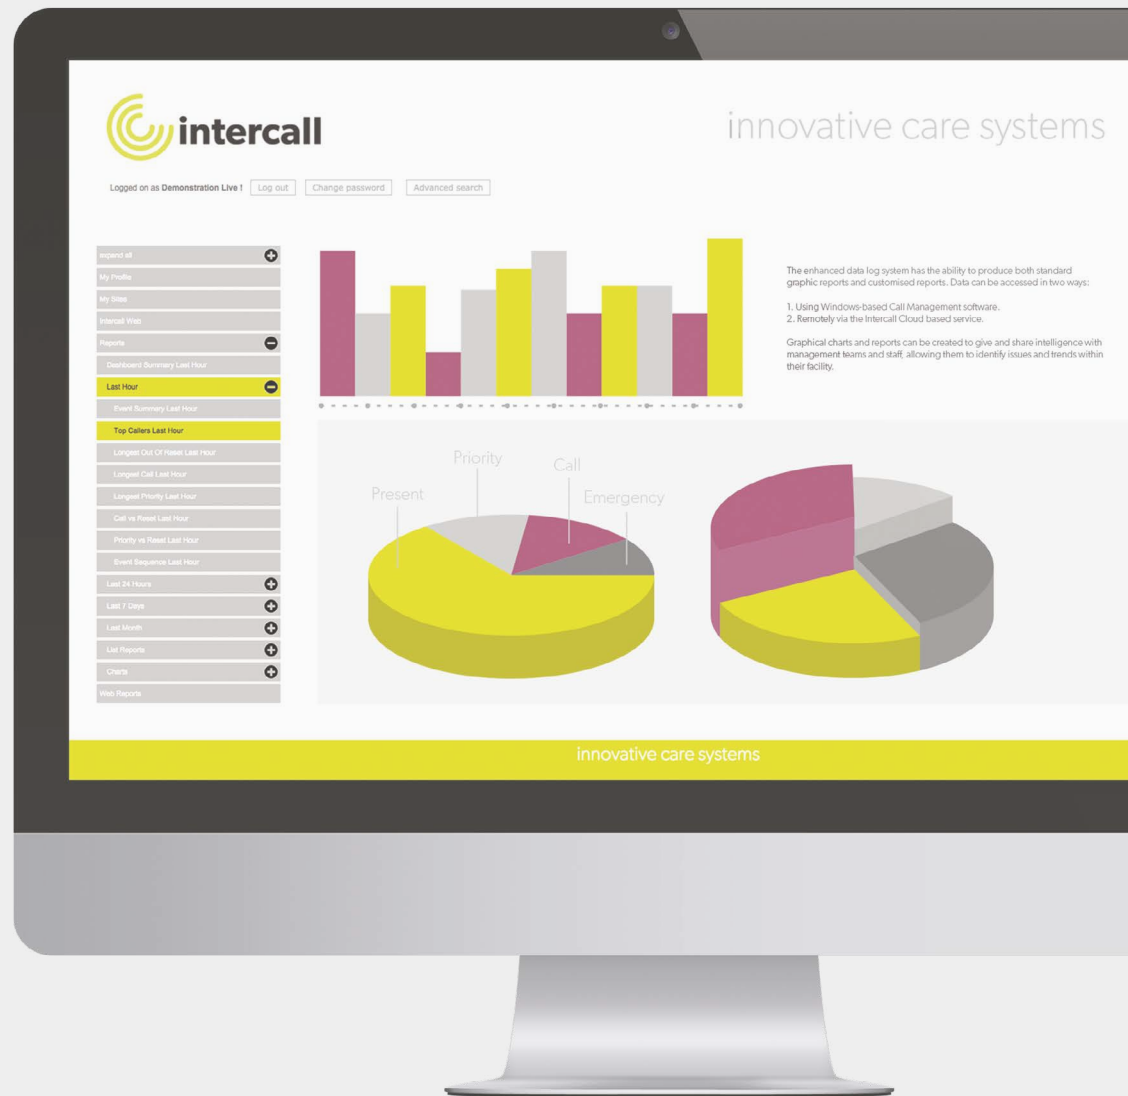 intercall
innovative care systems
Logged on as Demonstration Live ! Log out Change password Advanced search
expand all
My Profile
My Sites
Intercall Web
Reports
Dashboard Summary Last Hour
Last Hour
Event Summary Last Hour
Top Callers Last Hour
Longest Out Of Reset Last Hour
Longest Call Last Hour
Longest Priority Last Hour
Call vs Reset Last Hour
Priority vs Reset Last Hour
Event Sequence Last Hour
Last 24 Hours
Last 7 Days
Last Month
List Reports
Charts
Web Reports
The enhanced data log system has the ability to produce both standard
graphic reports and customised reports. Data can be accessed in two ways:
1. Using Windows-based Call Management software.
2. Remotely via the Intercall Cloud based service.
Graphical charts and reports can be created to give and share intelligence with
management teams and staff, allowing them to identify issues and trends within
their facility.
Priority
Call
Present
Emergency
innovative care systems